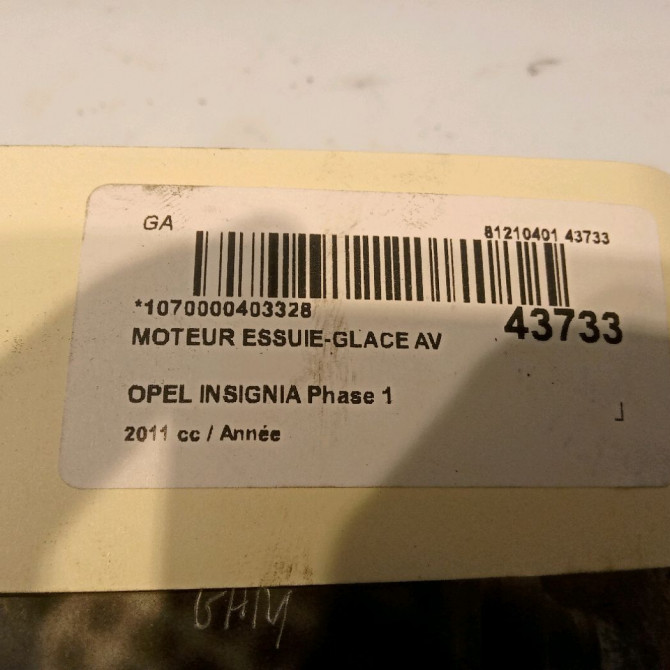 GA
81210401 43733
*1070000403328
43733
MOTEUR ESSUIE-GLACE AV
OPEL INSIGNIA Phase 1
2011 cc / Année